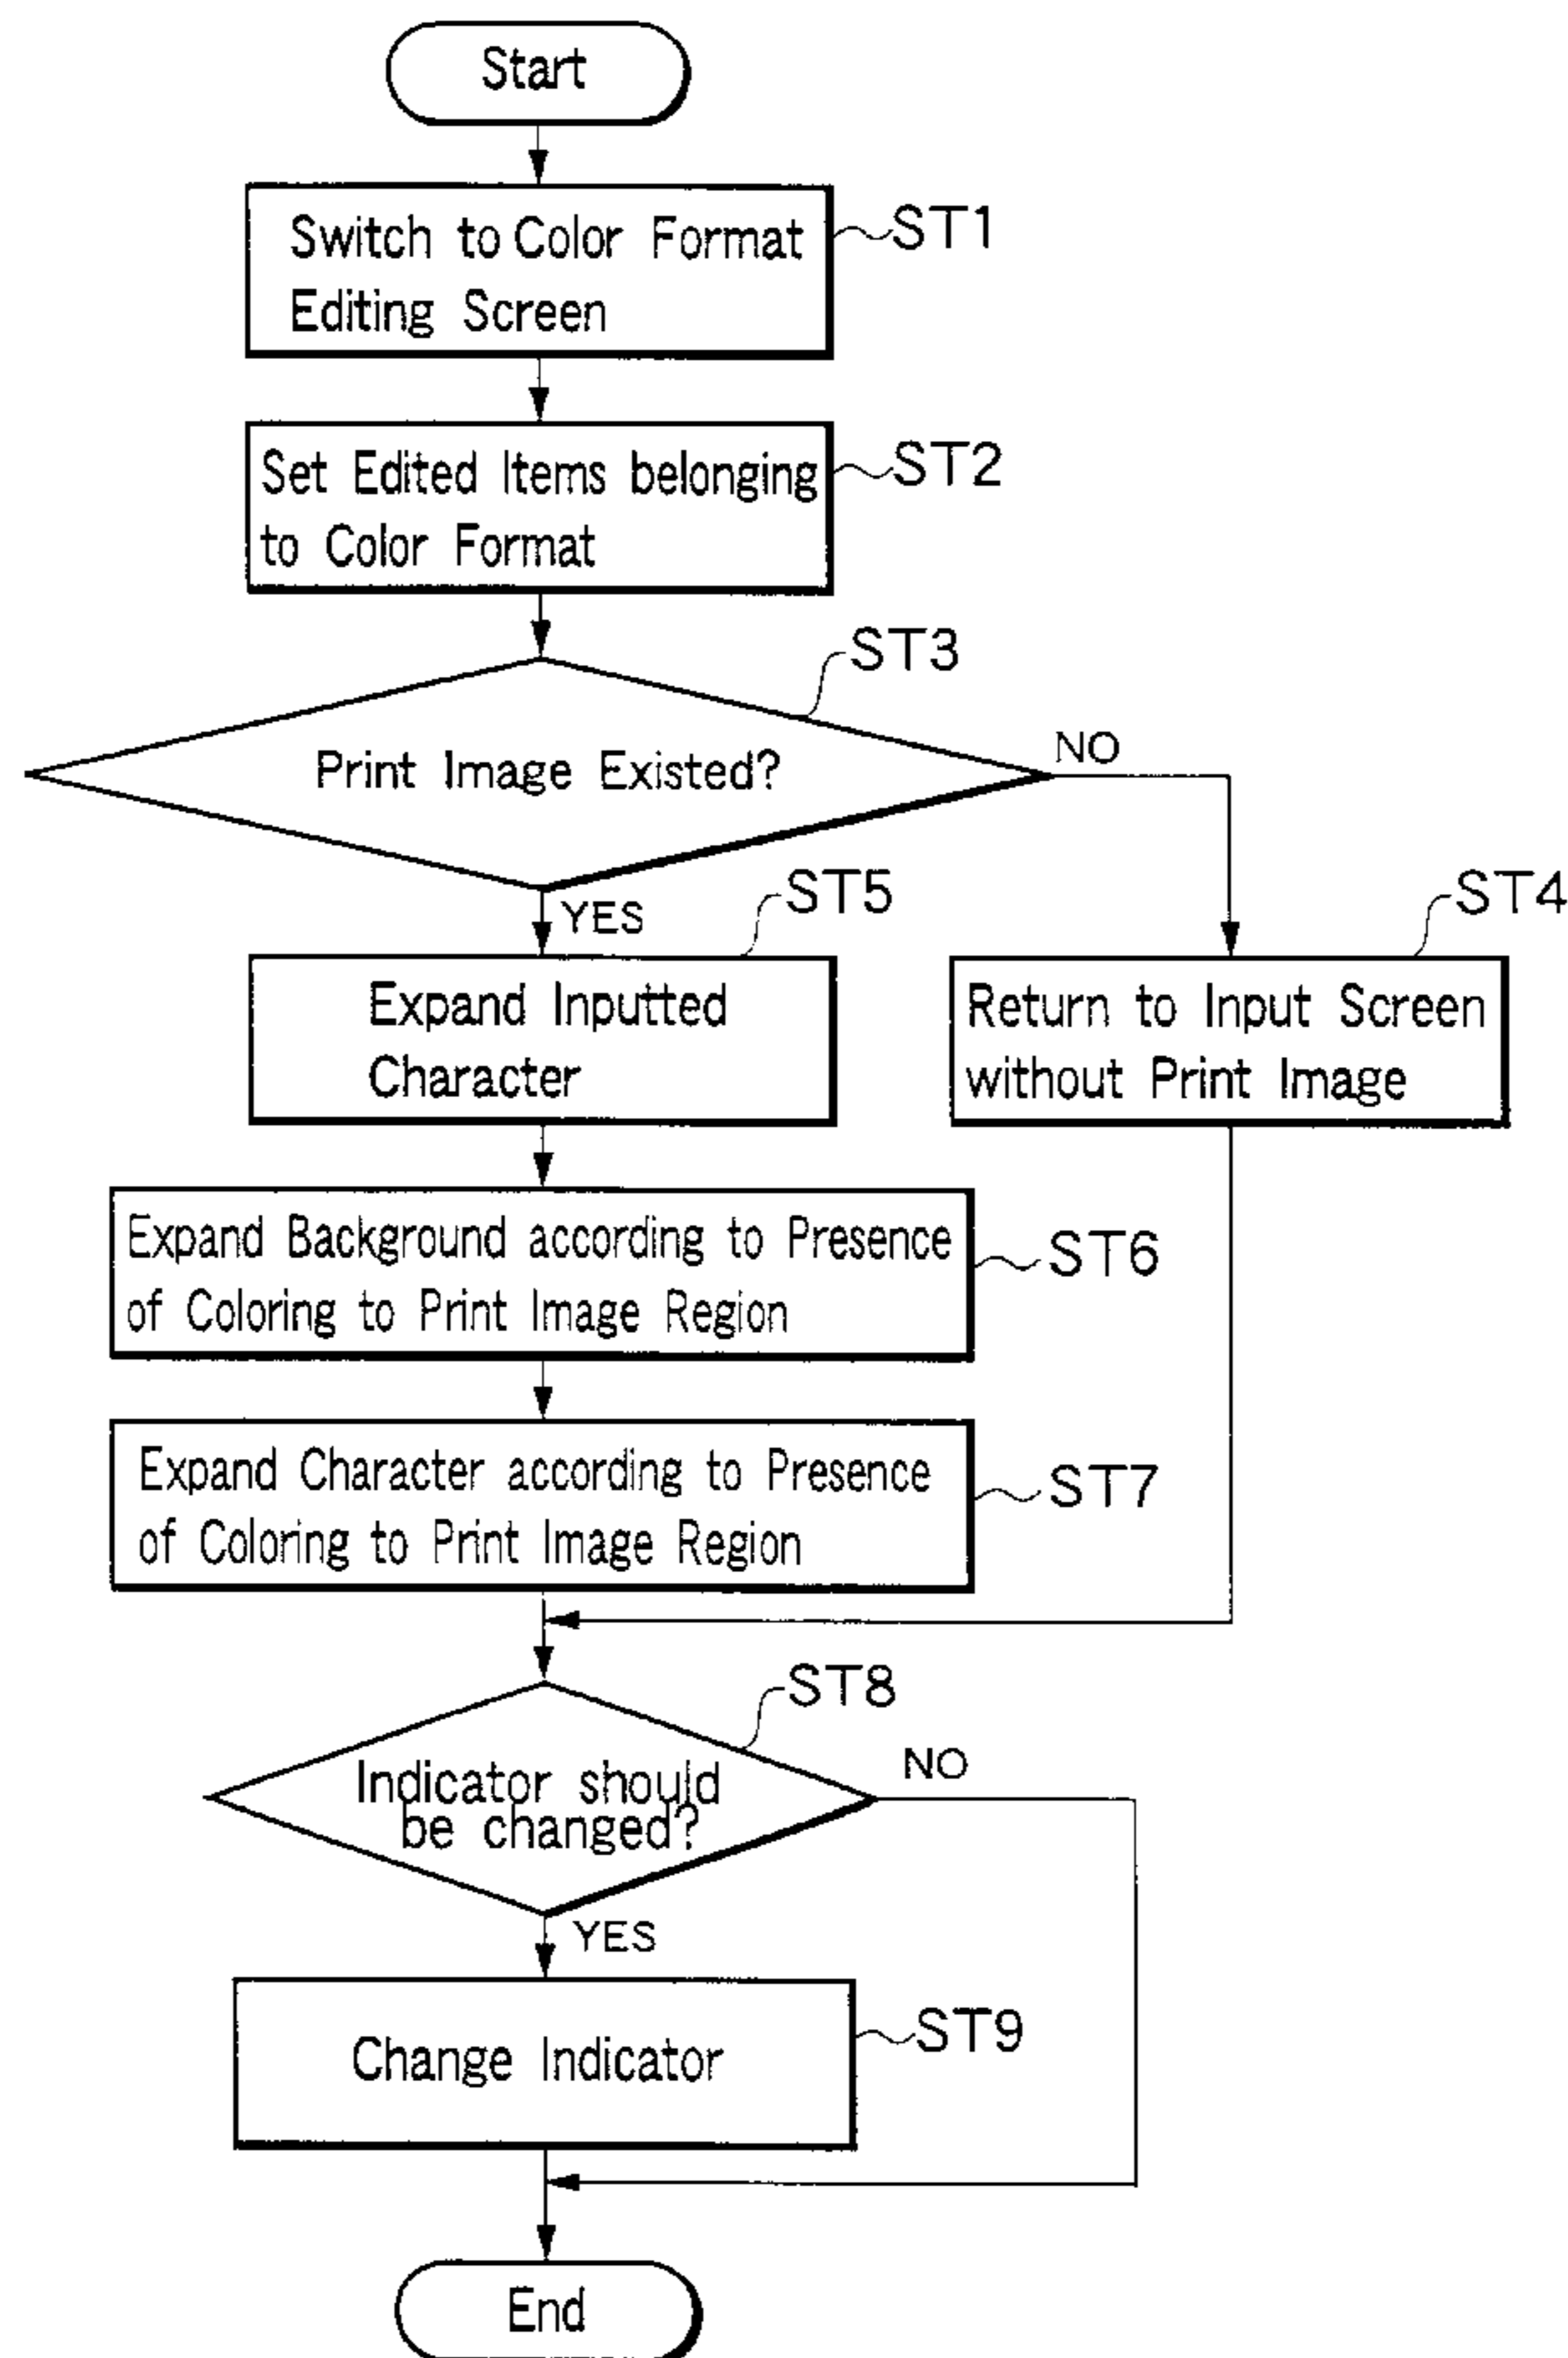 Start
Switch to Color Format
Editing Screen
ST1
Set Edited Items belonging
to Color Format
ST2
ST3
Print Image Existed?
NO
YES
ST5
ST4
Expand Inputted
Character
Return to Input Screen
without Print Image
Expand Background according to Presence
of Coloring to Print Image Region
ST6
Expand Character according to Presence
of Coloring to Print Image Region
ST7
ST8
Indicator should
be changed?
NO
YES
Change Indicator
ST9
End